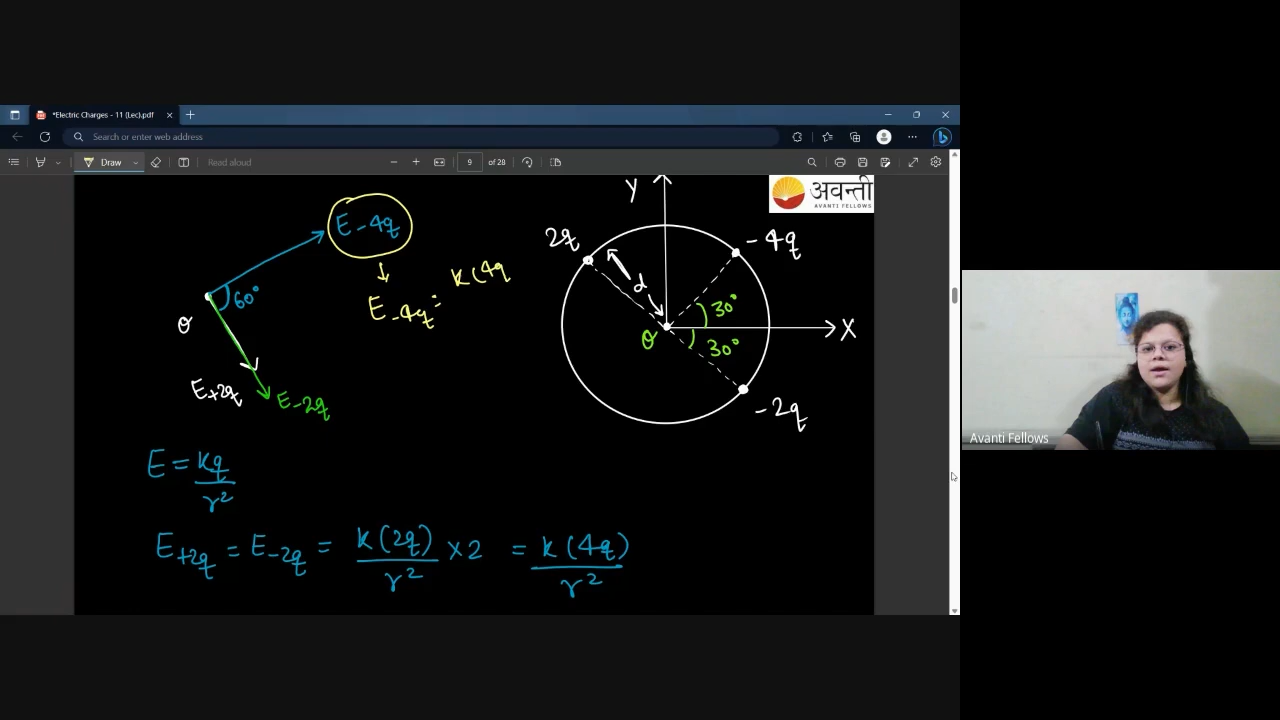 *Electric Charges - 11 (Lec).pdf
Search or enter web address
Draw
Read aloud
9 of 28
Y
अवन्ती
AVANTI FELLOWS
E-4q
2q
-4q
K(4q
60°
E-4q =
d
30°
O
O
30°
X
E+2q
E-2q
-2q
Avanti Fellows
E = Kq/r²
E+2q = E-2q = K(2q)/r² ×2 = K(4q)/r²